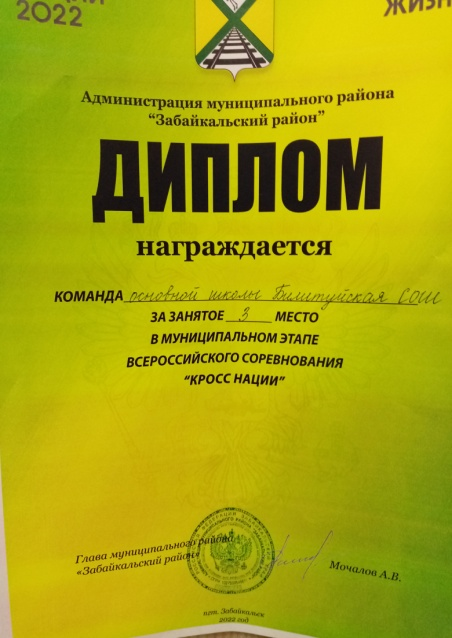 2022
ЖИЗН
Администрация муниципального района
"Забайкальский район"
ДИПЛОМ
награждается
КОМАНДА основной школы Билитуйская СОШ
ЗА ЗАНЯТОЕ 3 МЕСТО
В МУНИЦИПАЛЬНОМ ЭТАПЕ
ВСЕРОССИЙСКОГО СОРЕВНОВАНИЯ
"КРОСС НАЦИИ"
Глава муниципального района
«Забайкальский район»
Мочалов А.В.
пгт. Забайкальск
2022 год